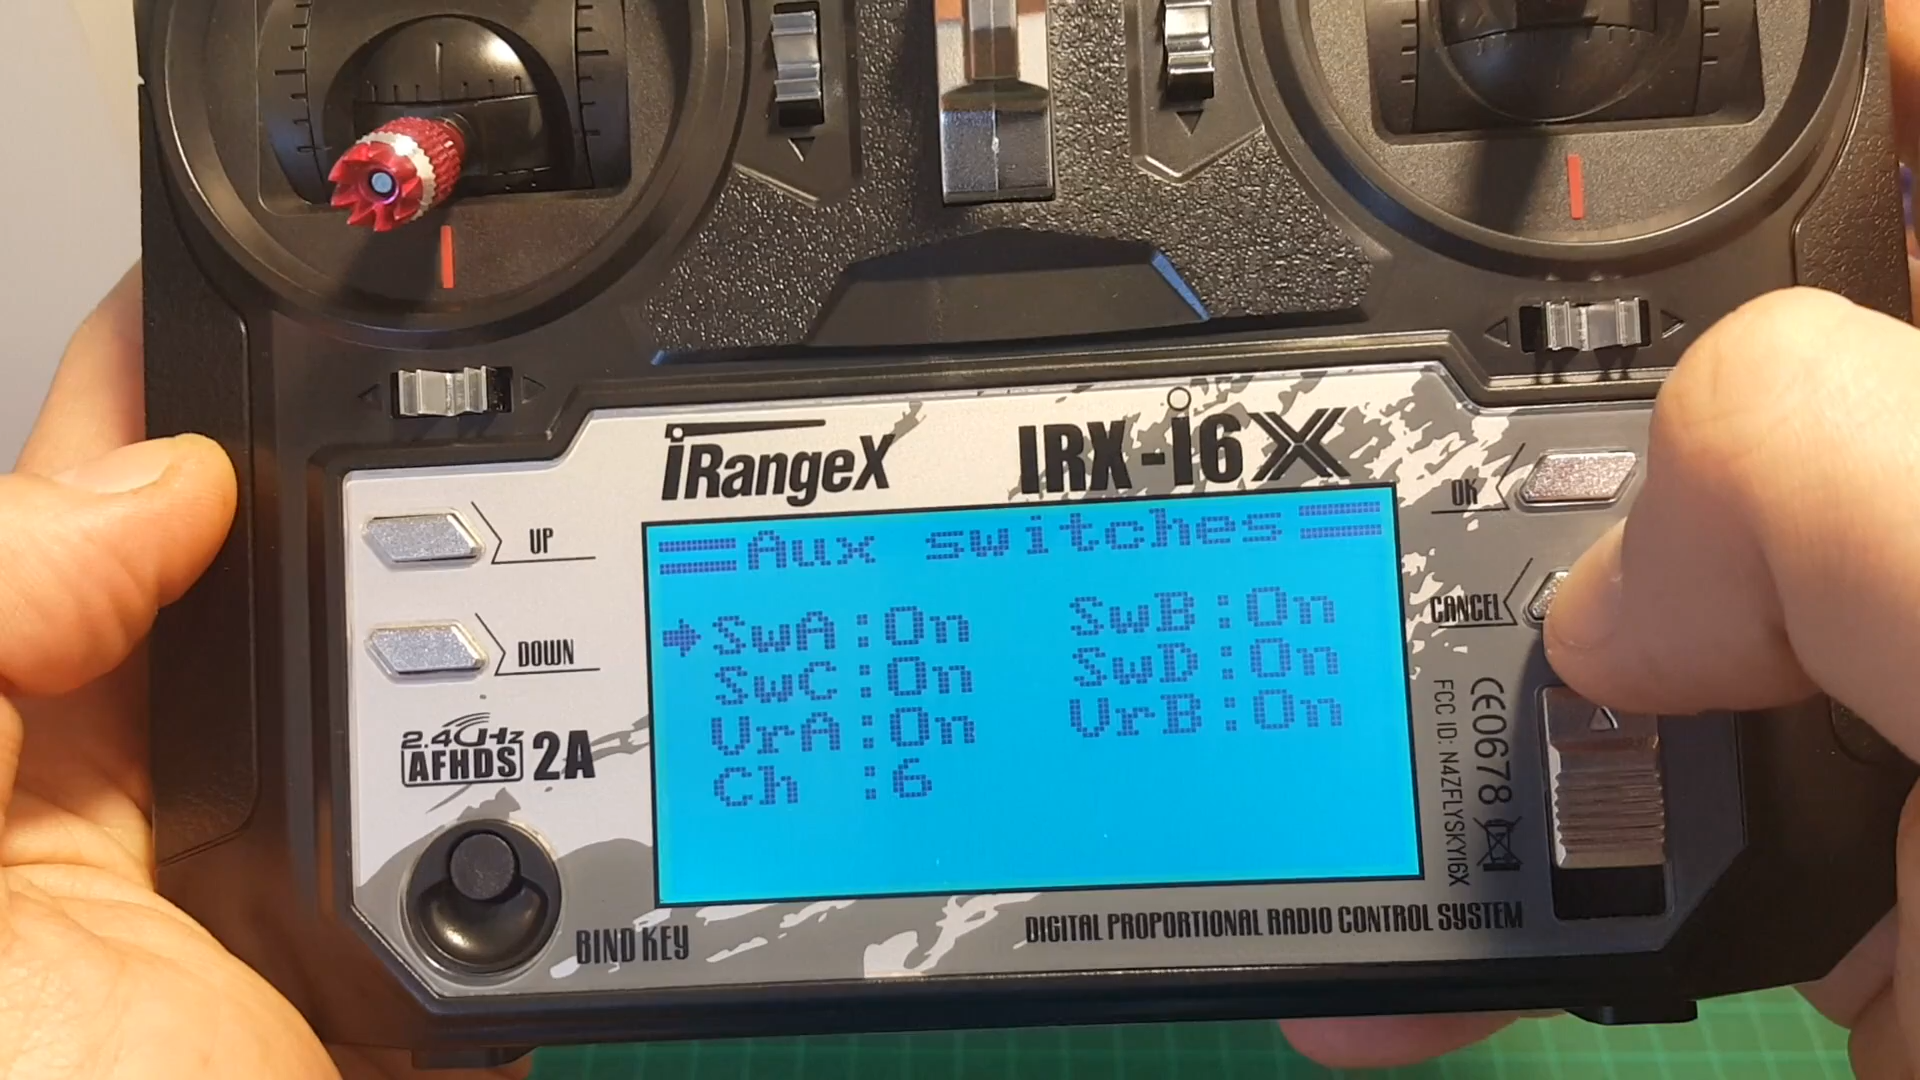 iRangeX IRX-i6X
UP
DOWN
OK
CANCEL
Aux switches
SwA:On SwB:On
SwC:On SwD:On
VrA:On VrB:On
Ch :6
2.4GHz
AFHDS 2A
BIND KEY
DIGITAL PROPORTIONAL RADIO CONTROL SYSTEM
CE0678
FCC ID: N4ZFLYSKYI6X